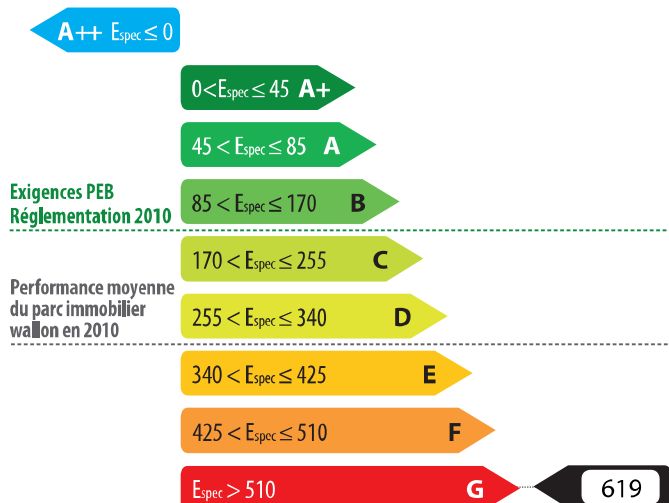 A++ Espec ≤ 0
0 < Espec ≤ 45 A+
45 < Espec ≤ 85 A
Exigences PEB
Réglementation 2010
85 < Espec ≤ 170 B
170 < Espec ≤ 255 C
Performance moyenne
du parc immobilier
wallon en 2010
255 < Espec ≤ 340 D
340 < Espec ≤ 425 E
425 < Espec ≤ 510 F
Espec > 510 G
619